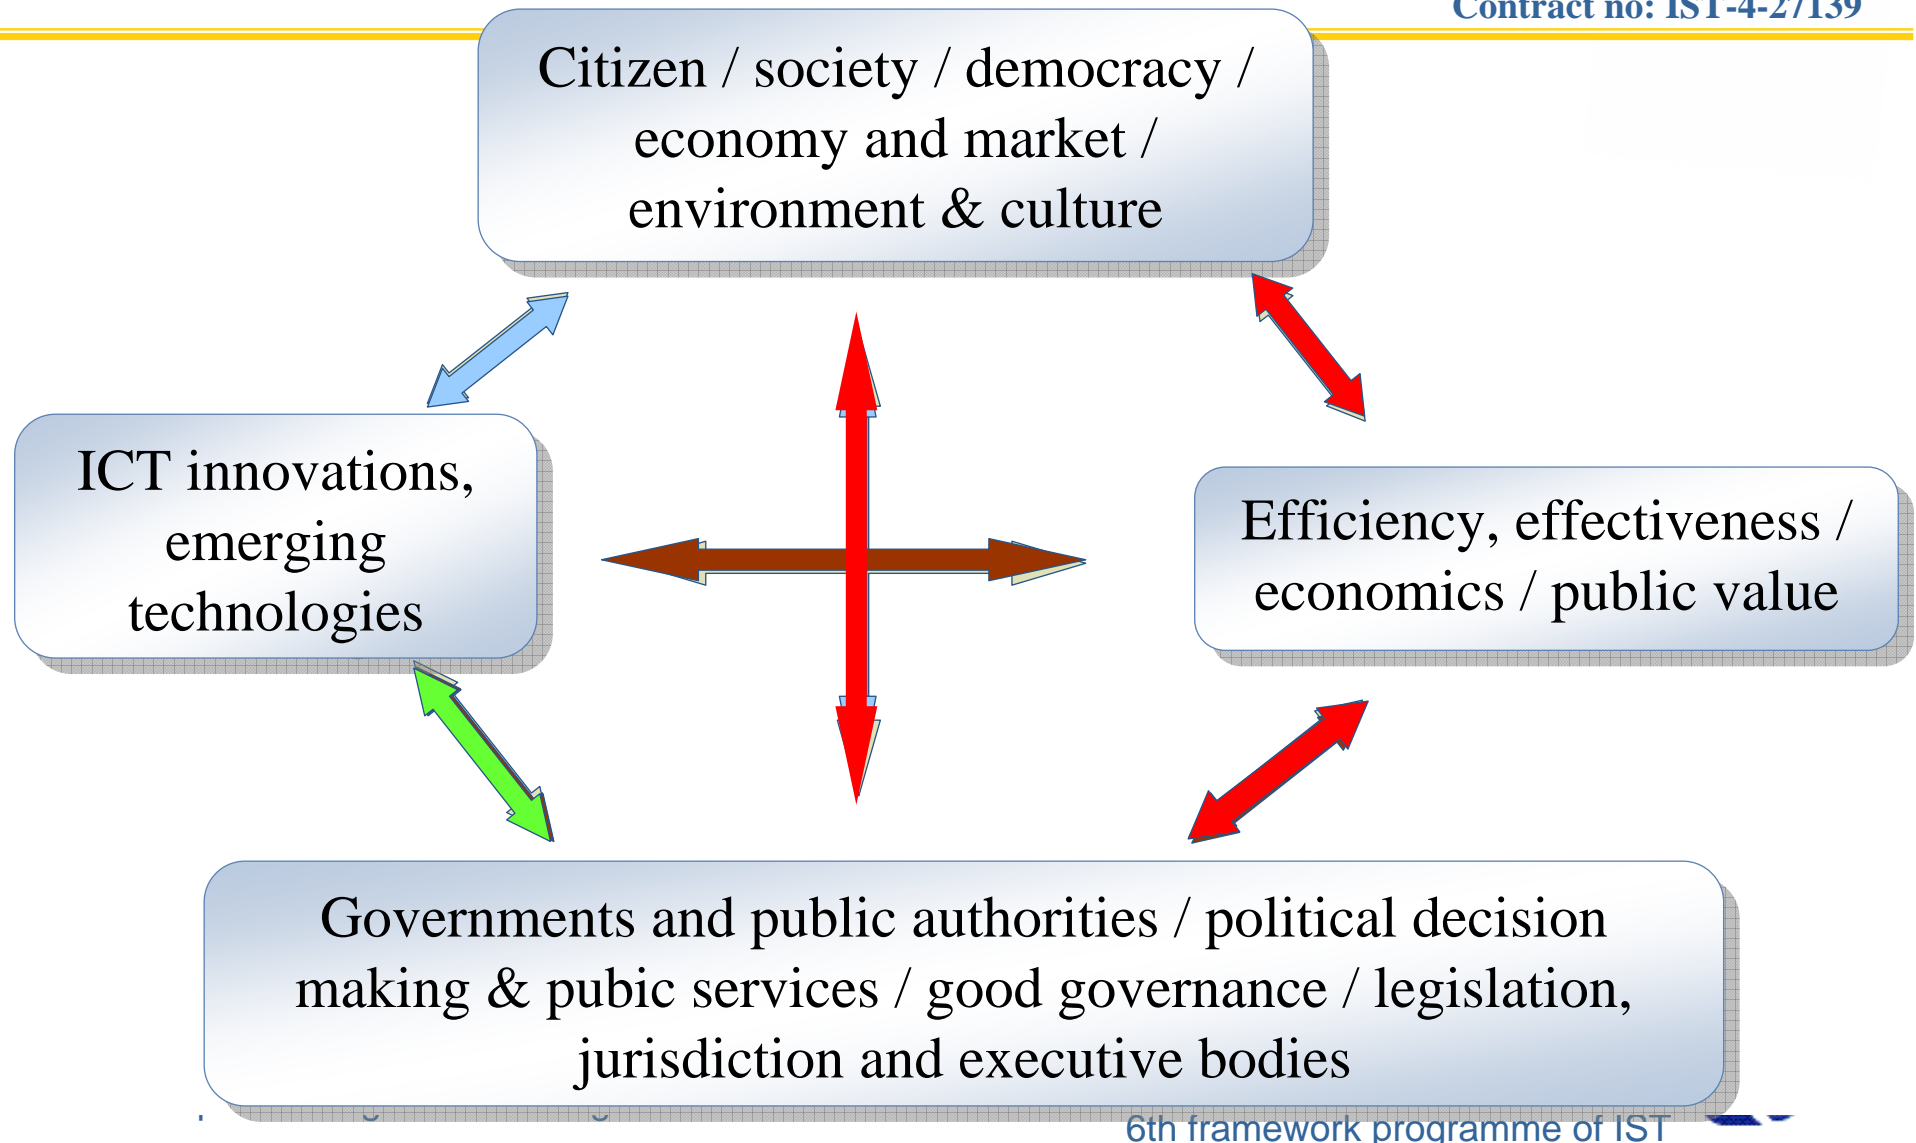 Contract no: IST-4-27139
Citizen / society / democracy /
economy and market /
environment & culture
ICT innovations,
emerging
technologies
Efficiency, effectiveness /
economics / public value
Governments and public authorities / political decision
making & pubic services / good governance / legislation,
jurisdiction and executive bodies
6th framework programme of IST